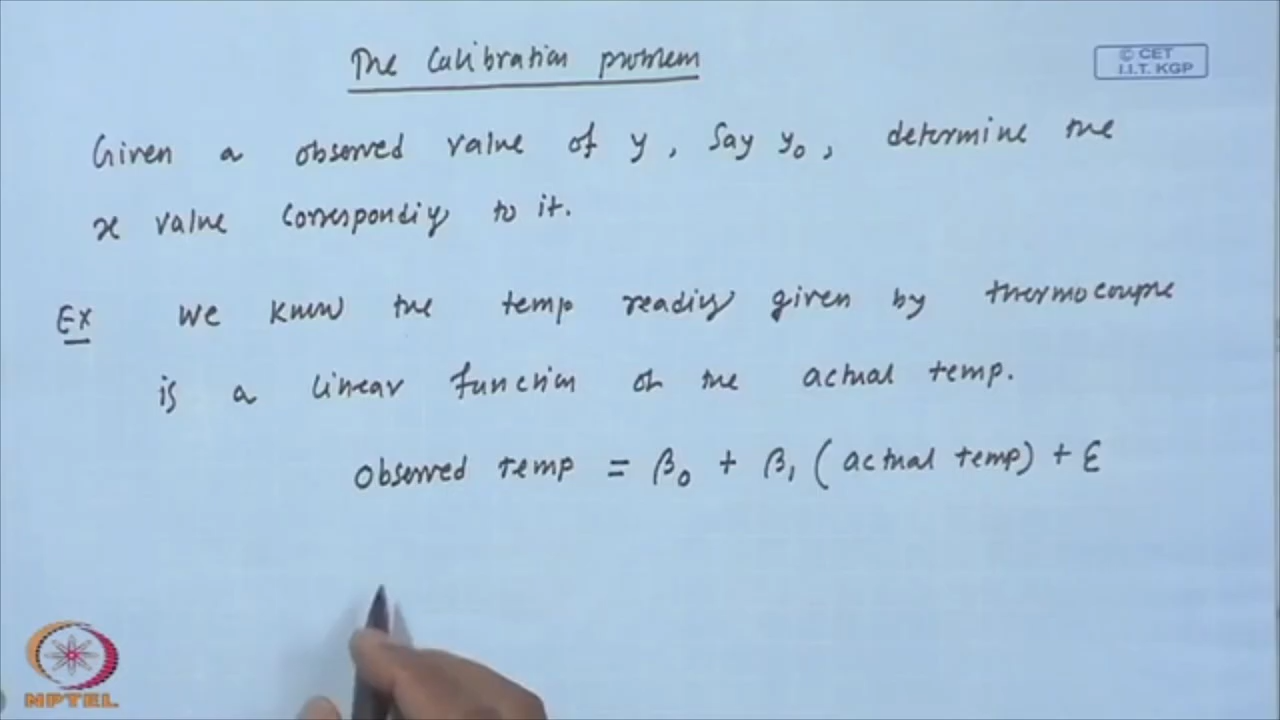 The Calibration problem
© CET
I.I.T. KGP
Given a observed value of y, Say y₀, determine the
x value corresponding to it.
Ex We know the temp reading given by thermocouple
is a linear function of the actual temp.
Observed temp = β₀ + β₁ (actual temp) + ε
NPTEL